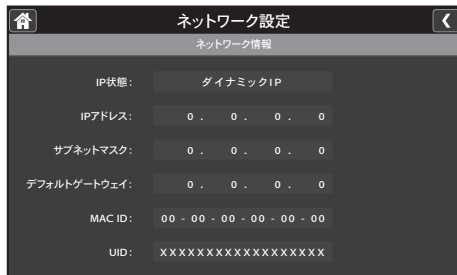 ネットワーク設定
ネットワーク情報
IP状態: ダイナミックIP
IPアドレス: 0 . 0 . 0 . 0
サブネットマスク: 0 . 0 . 0 . 0
デフォルトゲートウェイ: 0 . 0 . 0 . 0
MAC ID: 00 - 00 - 00 - 00 - 00 - 00
UID: XXXXXXXXXXXXXXXXXX